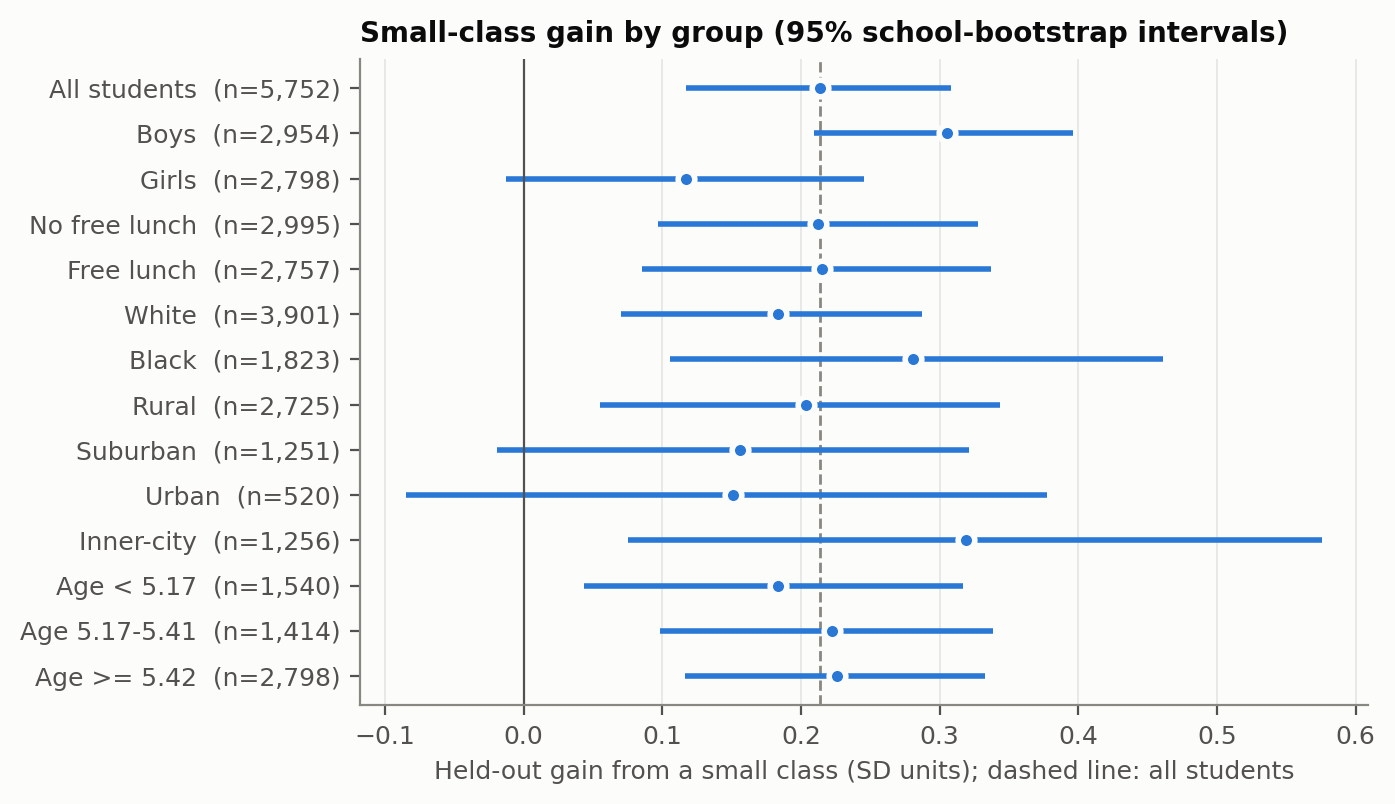 Small-class gain by group (95% school-bootstrap intervals)
All students (n=5,752)
Boys (n=2,954)
Girls (n=2,798)
No free lunch (n=2,995)
Free lunch (n=2,757)
White (n=3,901)
Black (n=1,823)
Rural (n=2,725)
Suburban (n=1,251)
Urban (n=520)
Inner-city (n=1,256)
Age < 5.17 (n=1,540)
Age 5.17-5.41 (n=1,414)
Age >= 5.42 (n=2,798)
−0.1 0.0 0.1 0.2 0.3 0.4 0.5 0.6
Held-out gain from a small class (SD units); dashed line: all students